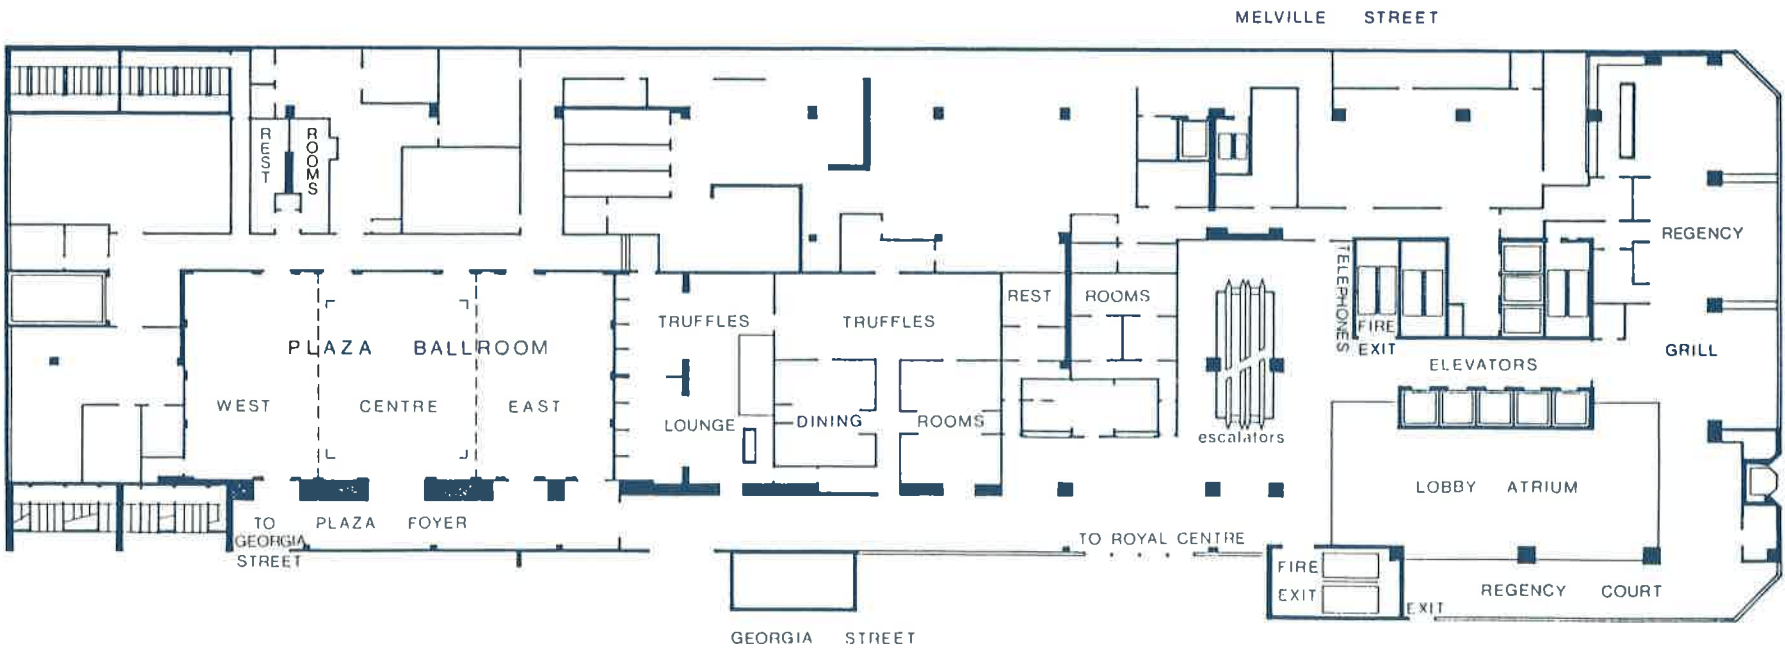 MELVILLE STREET
REST
ROOMS
PLAZA BALLROOM
WEST
CENTRE
EAST
TRUFFLES
LOUNGE
TRUFFLES
DINING
ROOMS
REST
ROOMS
escalators
TELEPHONES
FIRE
EXIT
ELEVATORS
REGENCY
GRILL
LOBBY ATRIUM
TO
GEORGIA
STREET
PLAZA FOYER
TO ROYAL CENTRE
FIRE
EXIT
EXIT
REGENCY COURT
GEORGIA STREET